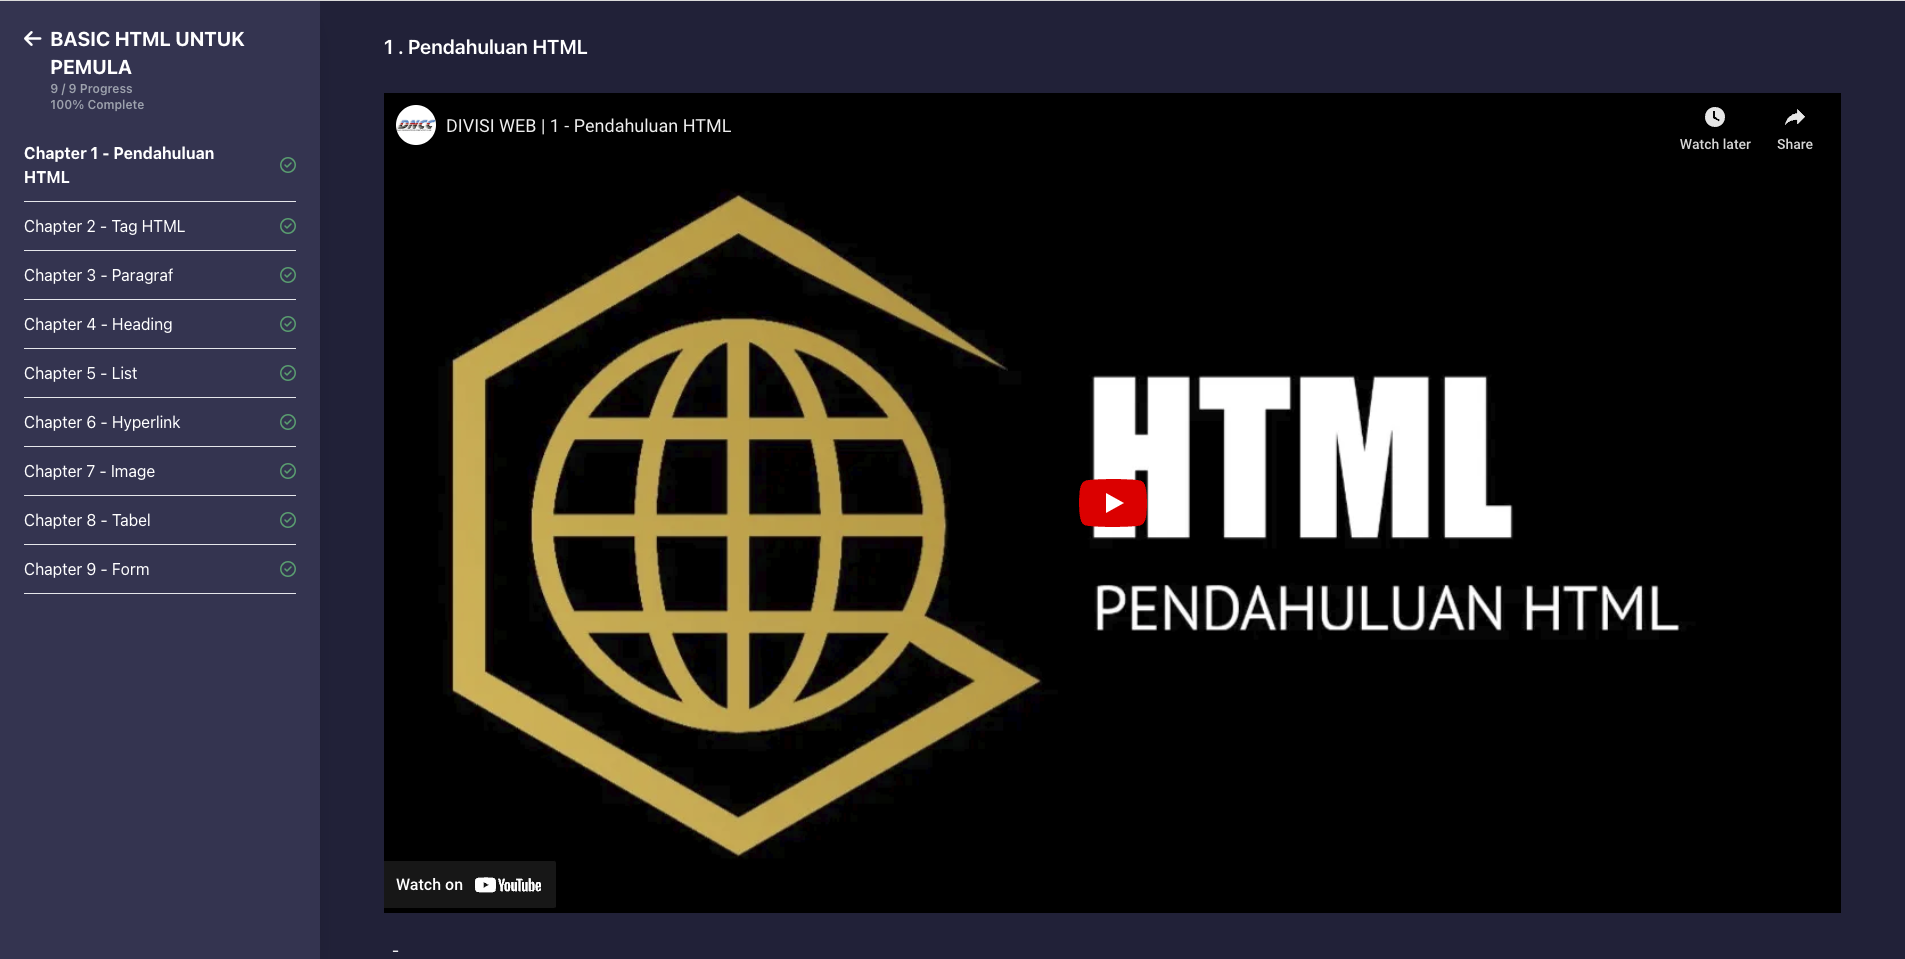 BASIC HTML UNTUK
PEMULA
9 / 9 Progress
100% Complete
Chapter 1 - Pendahuluan
HTML
Chapter 2 - Tag HTML
Chapter 3 - Paragraf
Chapter 4 - Heading
Chapter 5 - List
Chapter 6 - Hyperlink
Chapter 7 - Image
Chapter 8 - Tabel
Chapter 9 - Form
1 . Pendahuluan HTML
DNCC
DIVISI WEB | 1 - Pendahuluan HTML
Watch later
Share
HTML
PENDAHULUAN HTML
Watch on YouTube
-